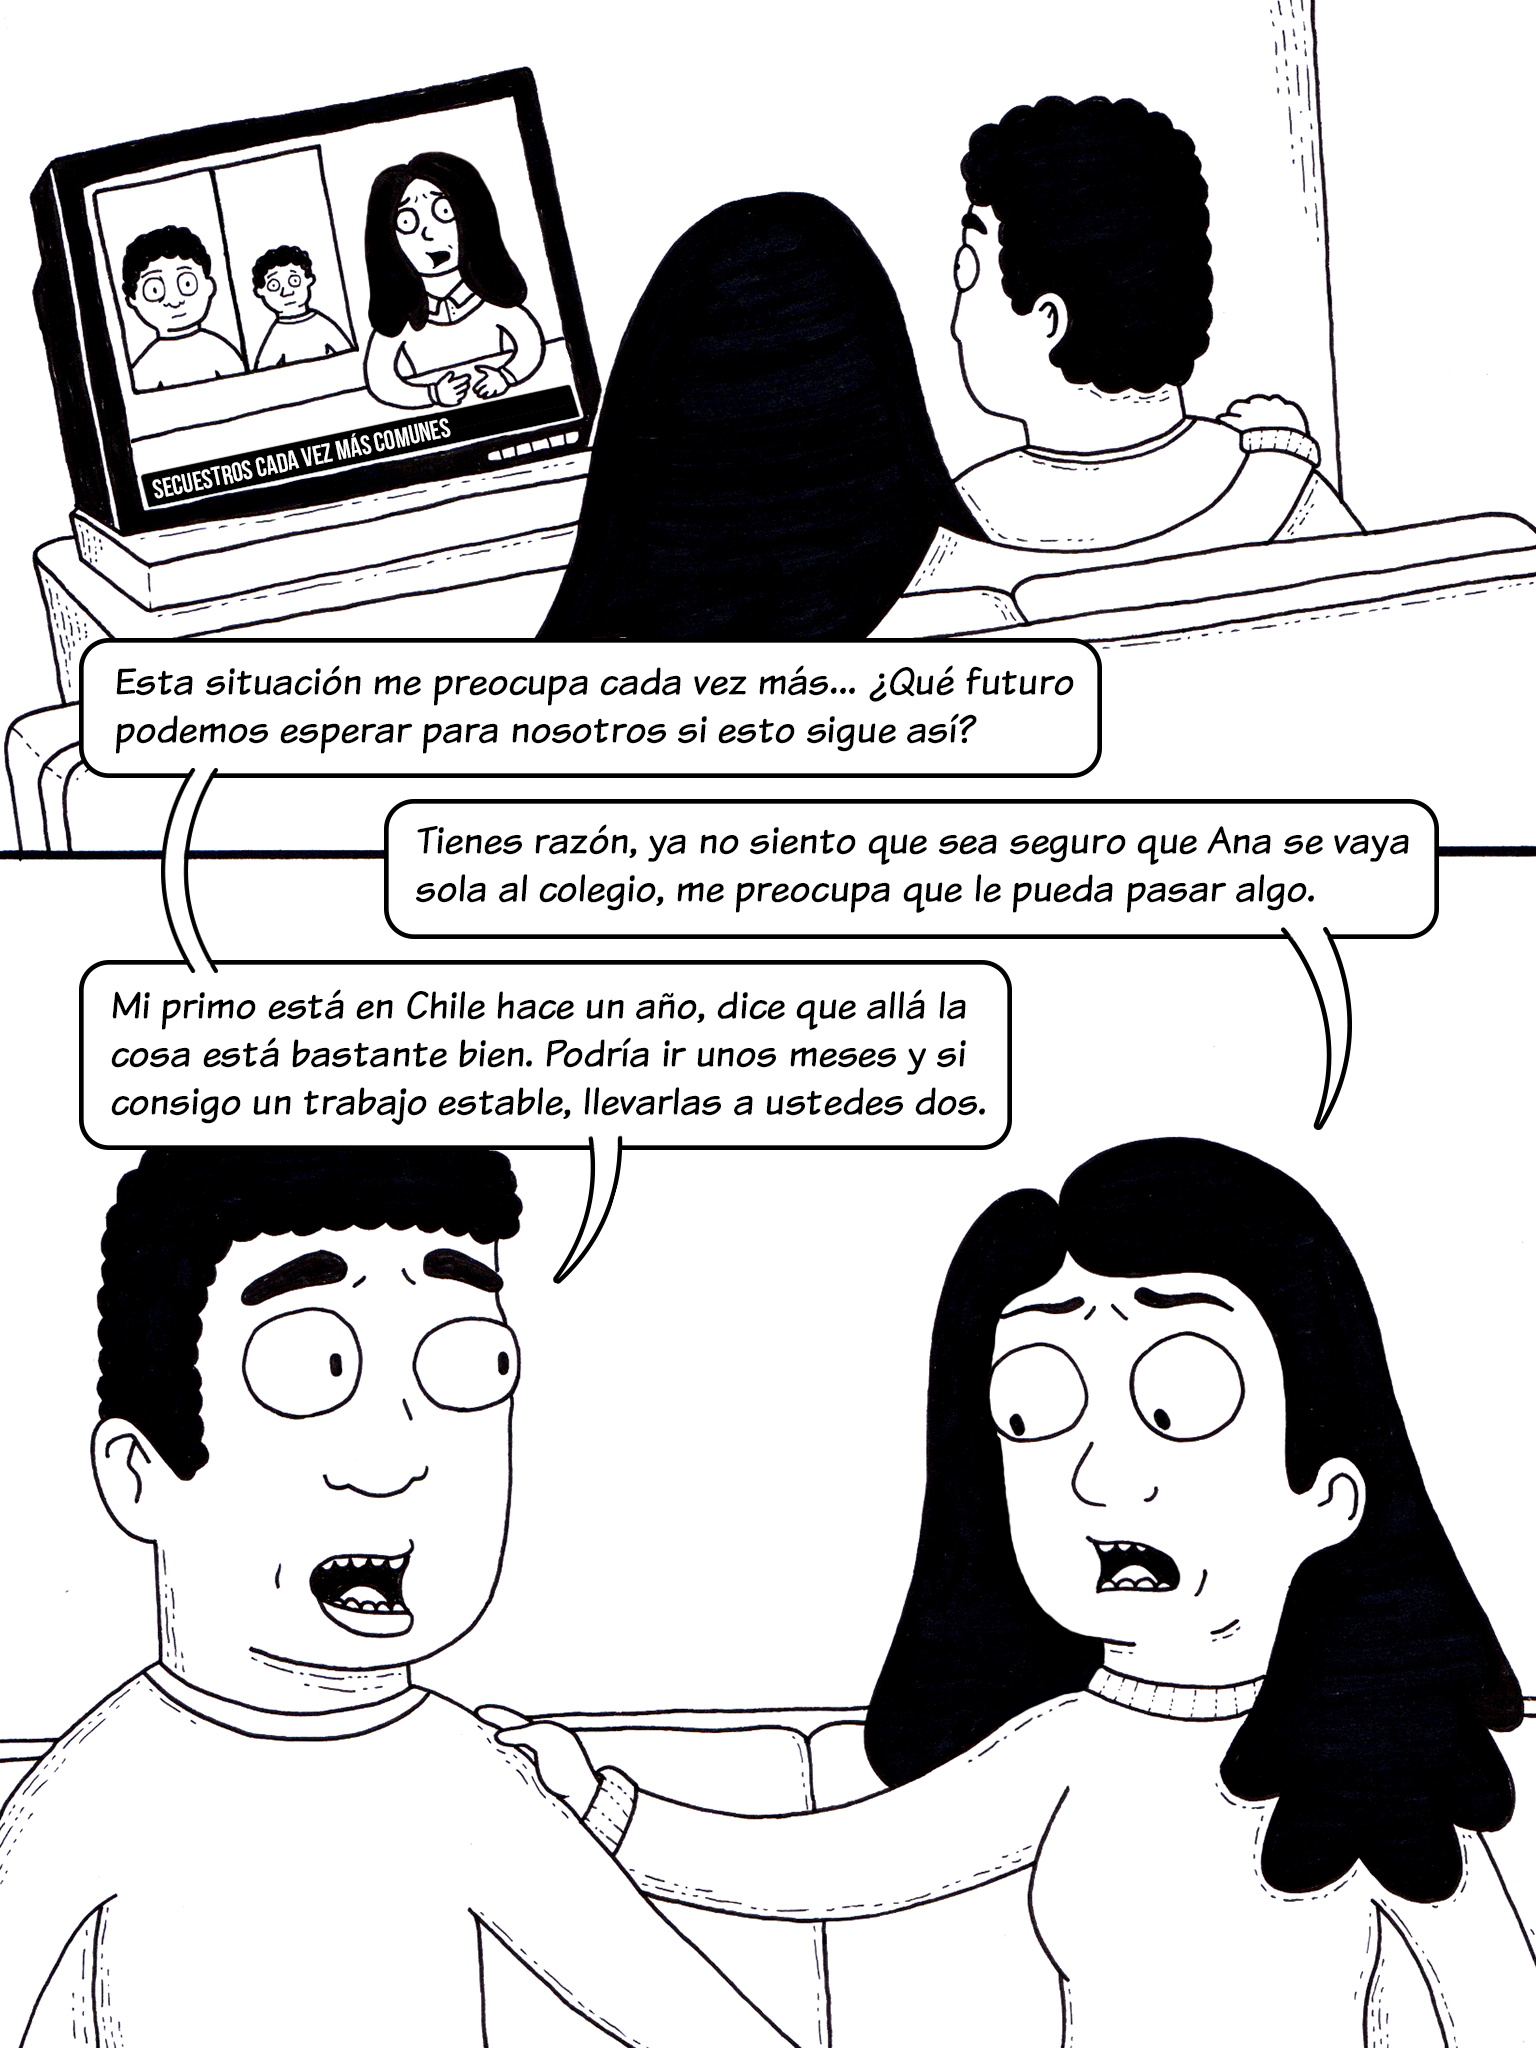 SECUESTROS CADA VEZ MÁS COMUNES
Esta situación me preocupa cada vez más... ¿Qué futuro
podemos esperar para nosotros si esto sigue así?
Tienes razón, ya no siento que sea seguro que Ana se vaya
sola al colegio, me preocupa que le pueda pasar algo.
Mi primo está en Chile hace un año, dice que allá la
cosa está bastante bien. Podría ir unos meses y si
consigo un trabajo estable, llevarlas a ustedes dos.